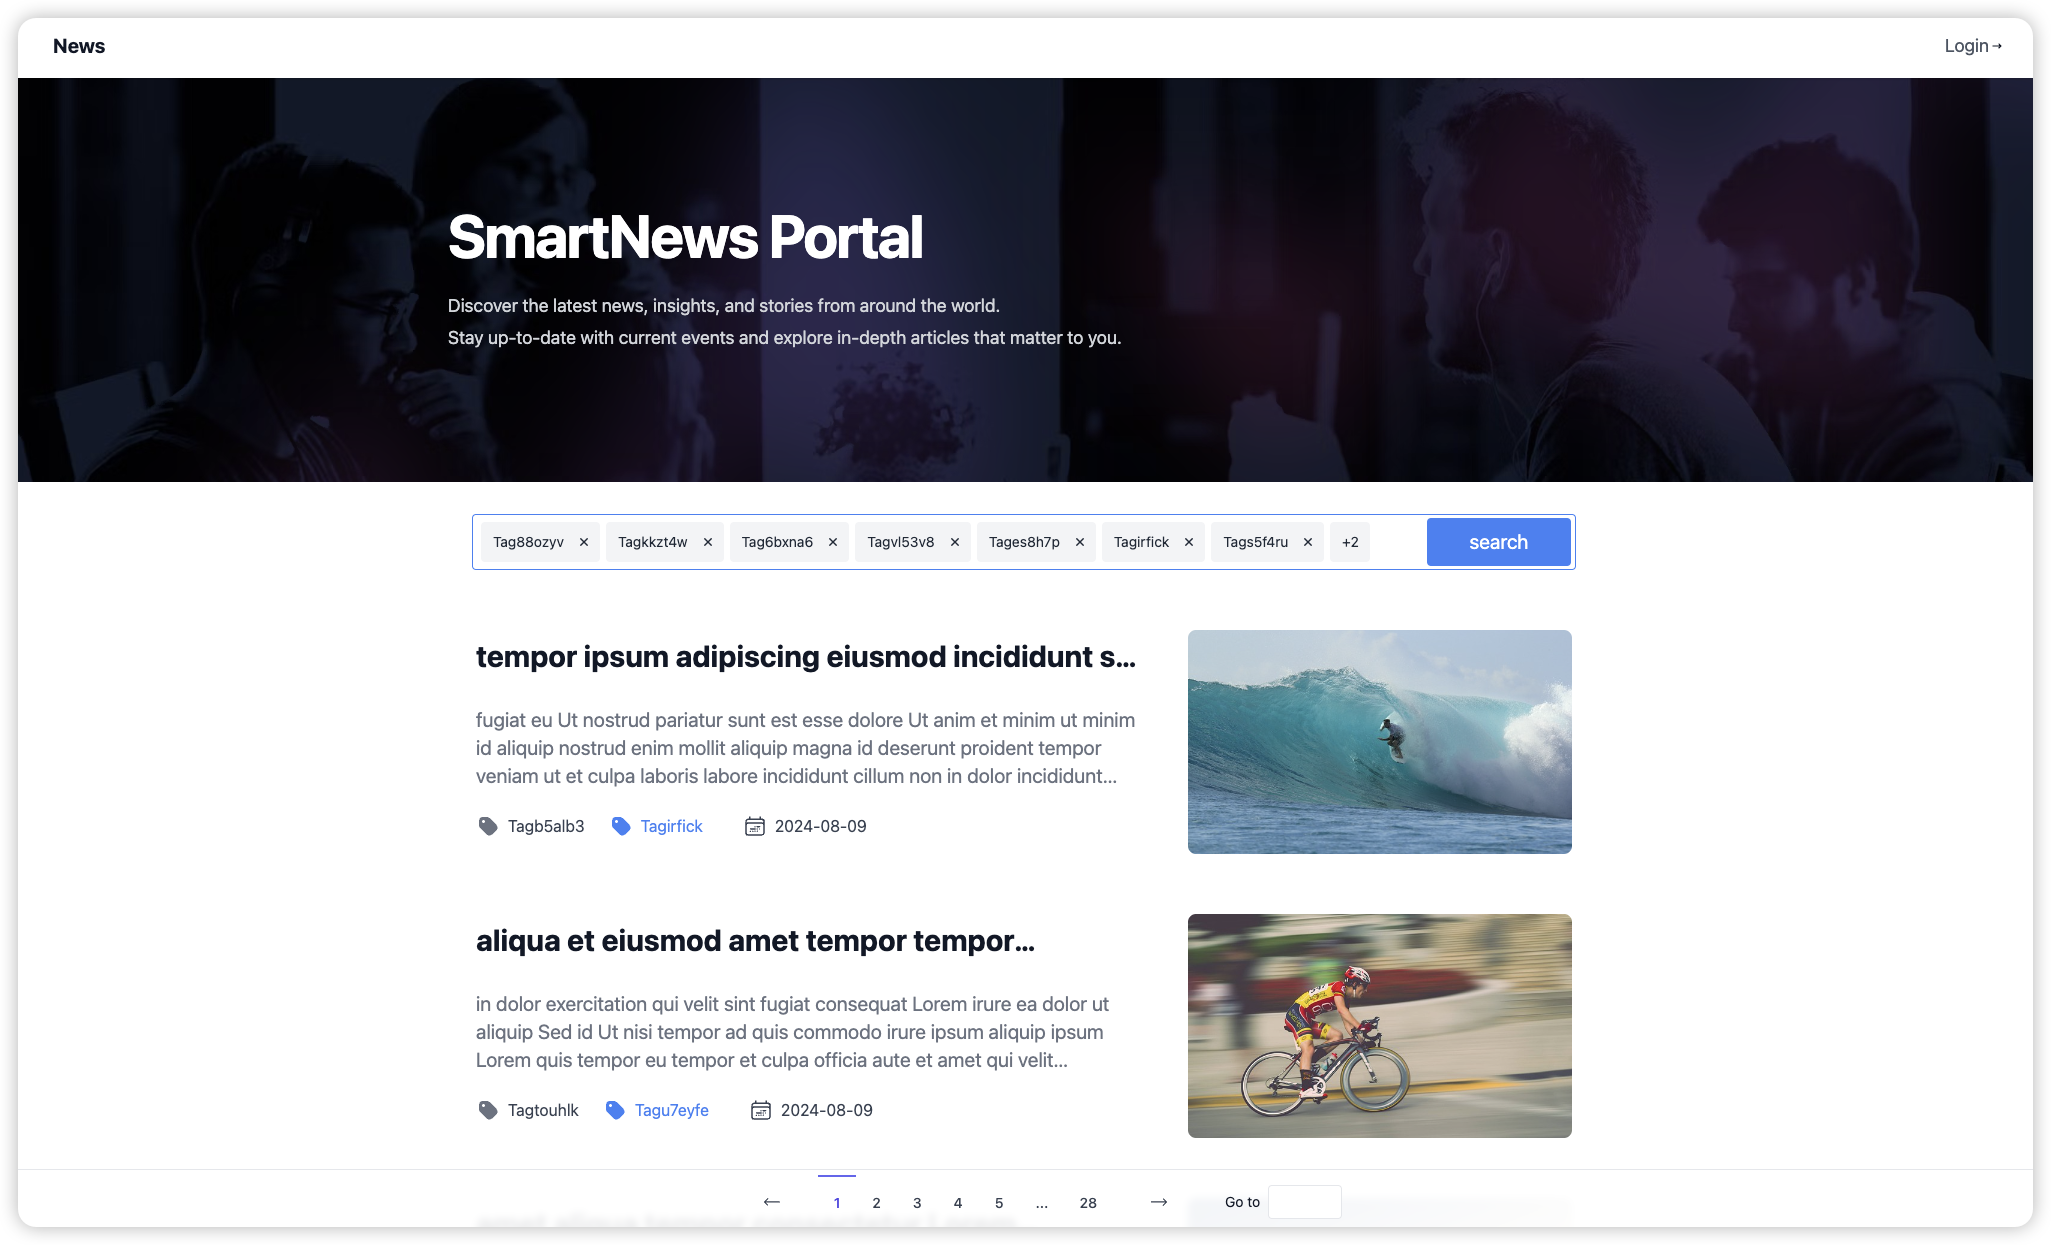 News
Login→
SmartNews Portal
Discover the latest news, insights, and stories from around the world.
Stay up-to-date with current events and explore in-depth articles that matter to you.
Tag88ozyv × Tagkkzt4w × Tag6bxna6 × Tagvl53v8 × Tages8h7p × Tagirfick × Tags5f4ru × +2 search
tempor ipsum adipiscing eiusmod incididunt s...
fugiat eu Ut nostrud pariatur sunt est esse dolore Ut anim et minim ut minim
id aliquip nostrud enim mollit aliquip magna id deserunt proident tempor
veniam ut et culpa laboris labore incididunt cillum non in dolor incididunt...
Tagb5alb3 Tagirfick 2024-08-09
aliqua et eiusmod amet tempor tempor...
in dolor exercitation qui velit sint fugiat consequat Lorem irure ea dolor ut
aliquip Sed id Ut nisi tempor ad quis commodo irure ipsum aliquip ipsum
Lorem quis tempor eu tempor et culpa officia aute et amet qui velit...
Tagtouhlk Tagu7eyfe 2024-08-09
← 1 2 3 4 5 ... 28 → Go to